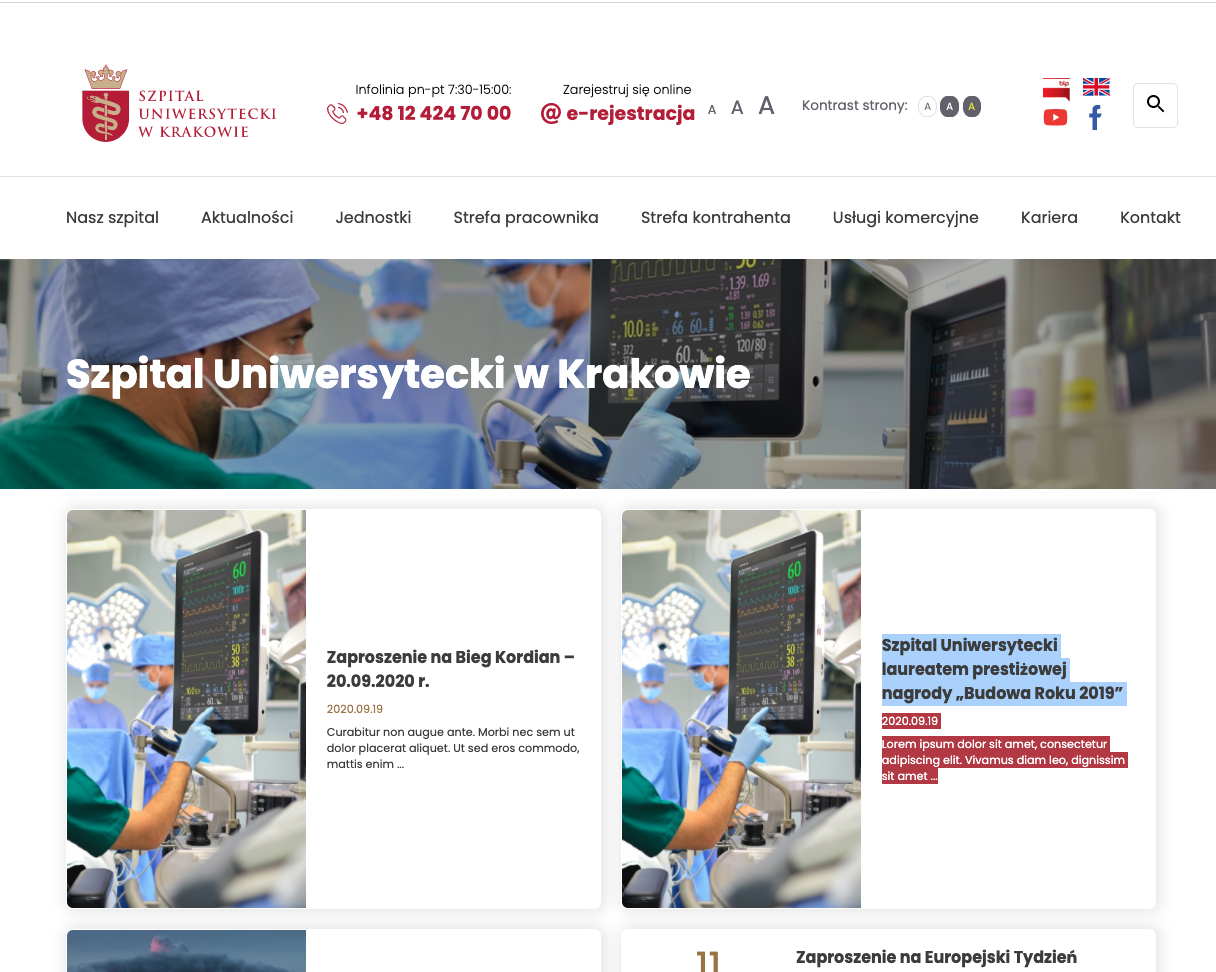 SZPITAL
UNIWERSYTECKI
W KRAKOWIE
Infolinia pn-pt 7:30-15:00:
+48 12 424 70 00
Zarejestruj się online
@ e-rejestracja
A A A
Kontrast strony: A A A
bip
Nasz szpital Aktualności Jednostki Strefa pracownika Strefa kontrahenta Usługi komercyjne Kariera Kontakt
Szpital Uniwersytecki w Krakowie
Zaproszenie na Bieg Kordian –
20.09.2020 r.
2020.09.19
Curabitur non augue ante. Morbi nec sem ut
dolor placerat aliquet. Ut sed eros commodo,
mattis enim ...
Szpital Uniwersytecki
laureatem prestiżowej
nagrody „Budowa Roku 2019”
2020.09.19
Lorem ipsum dolor sit amet, consectetur
adipiscing elit. Vivamus diam leo, dignissim
sit amet ...
11
Zaproszenie na Europejski Tydzień